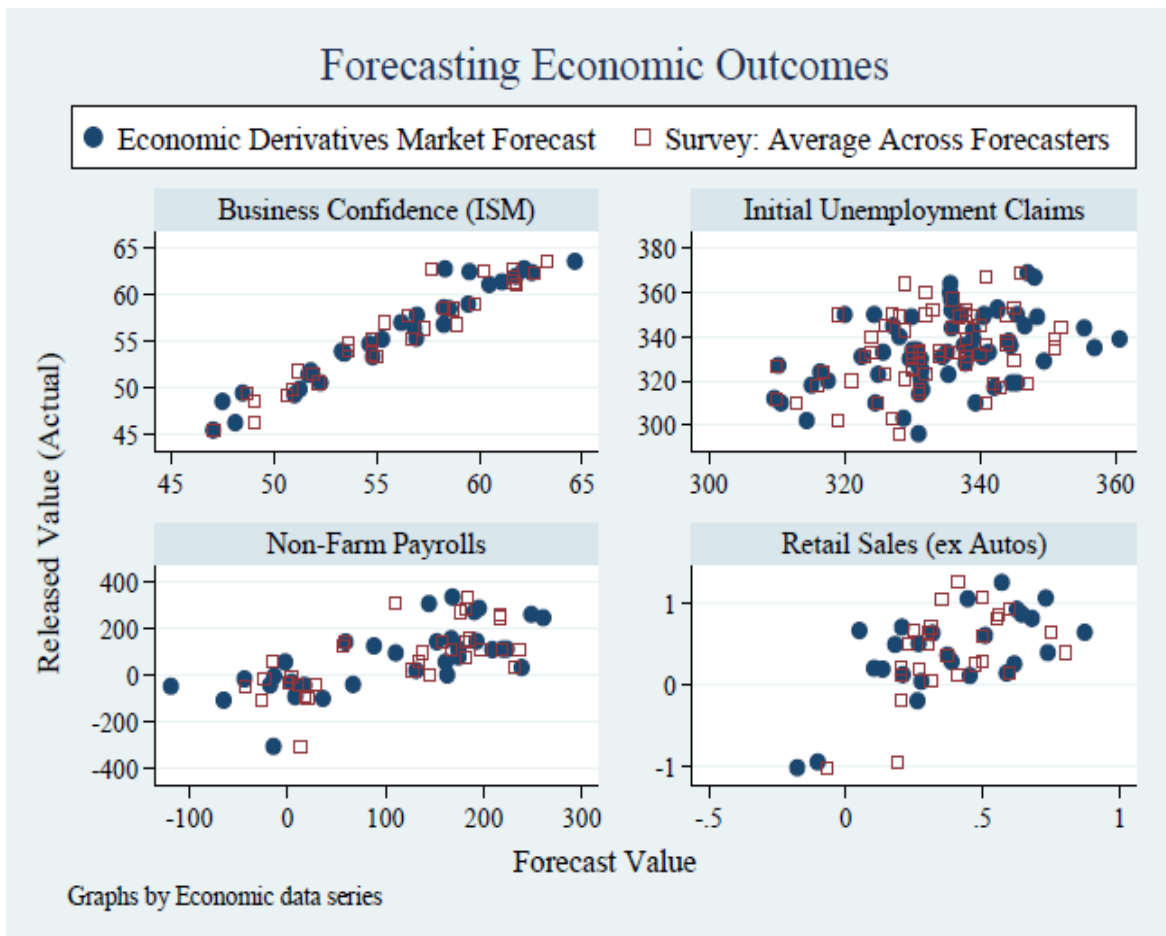 Forecasting Economic Outcomes
Economic Derivatives Market Forecast Survey: Average Across Forecasters
Business Confidence (ISM)
65
60
55
50
45
45 50 55 60 65
Initial Unemployment Claims
380
360
340
320
300
300 320 340 360
Non-Farm Payrolls
400
200
0
-200
-400
-100 0 100 200 300
Retail Sales (ex Autos)
1
0
-1
-.5 0 .5 1
Released Value (Actual)
Forecast Value
Graphs by Economic data series